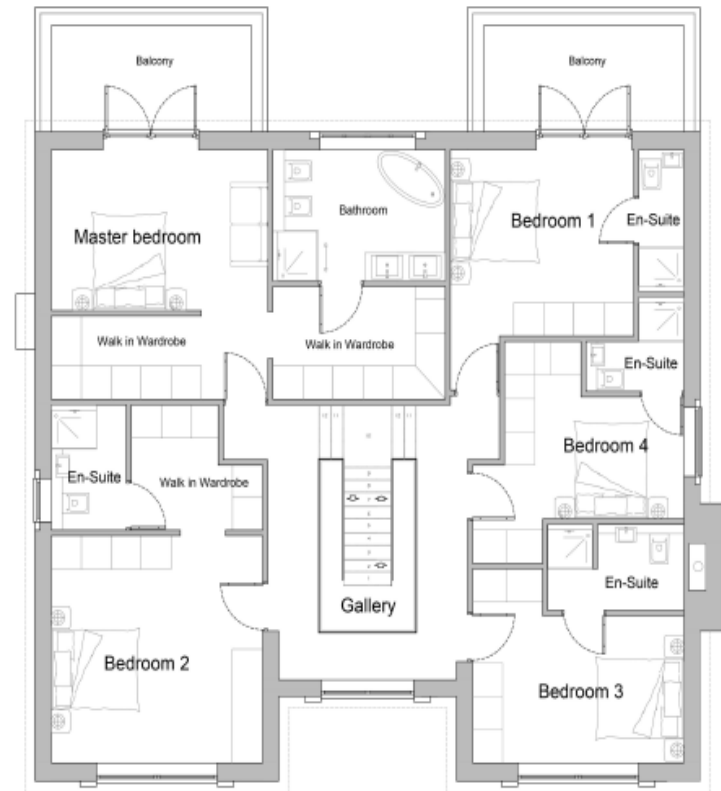 Balcony
Balcony
Master bedroom
Bathroom
Bedroom 1
En-Suite
Walk in Wardrobe
Walk in Wardrobe
En-Suite
Bedroom 4
En-Suite
Walk in Wardrobe
En-Suite
Gallery
Bedroom 2
Bedroom 3